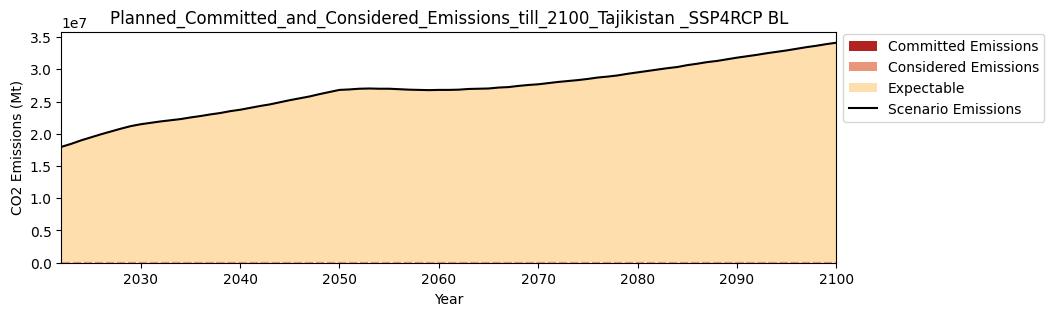 Planned_Committed_and_Considered_Emissions_till_2100_Tajikistan _SSP4RCP BL
1e7
3.5
3.0
2.5
2.0
1.5
1.0
0.5
0.0
CO2 Emissions (Mt)
2030 2040 2050 2060 2070 2080 2090 2100
Year
Committed Emissions
Considered Emissions
Expectable
Scenario Emissions